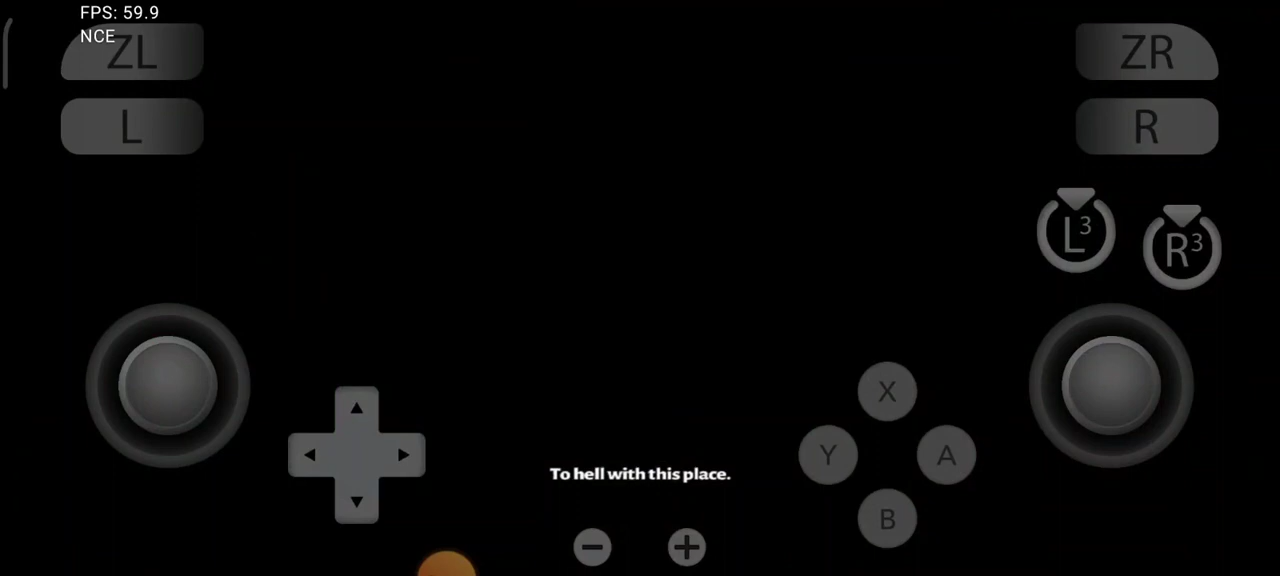 FPS: 59.9
NCE
ZL
ZR
L
R
L3
R3
X
Y
A
To hell with this place.
B